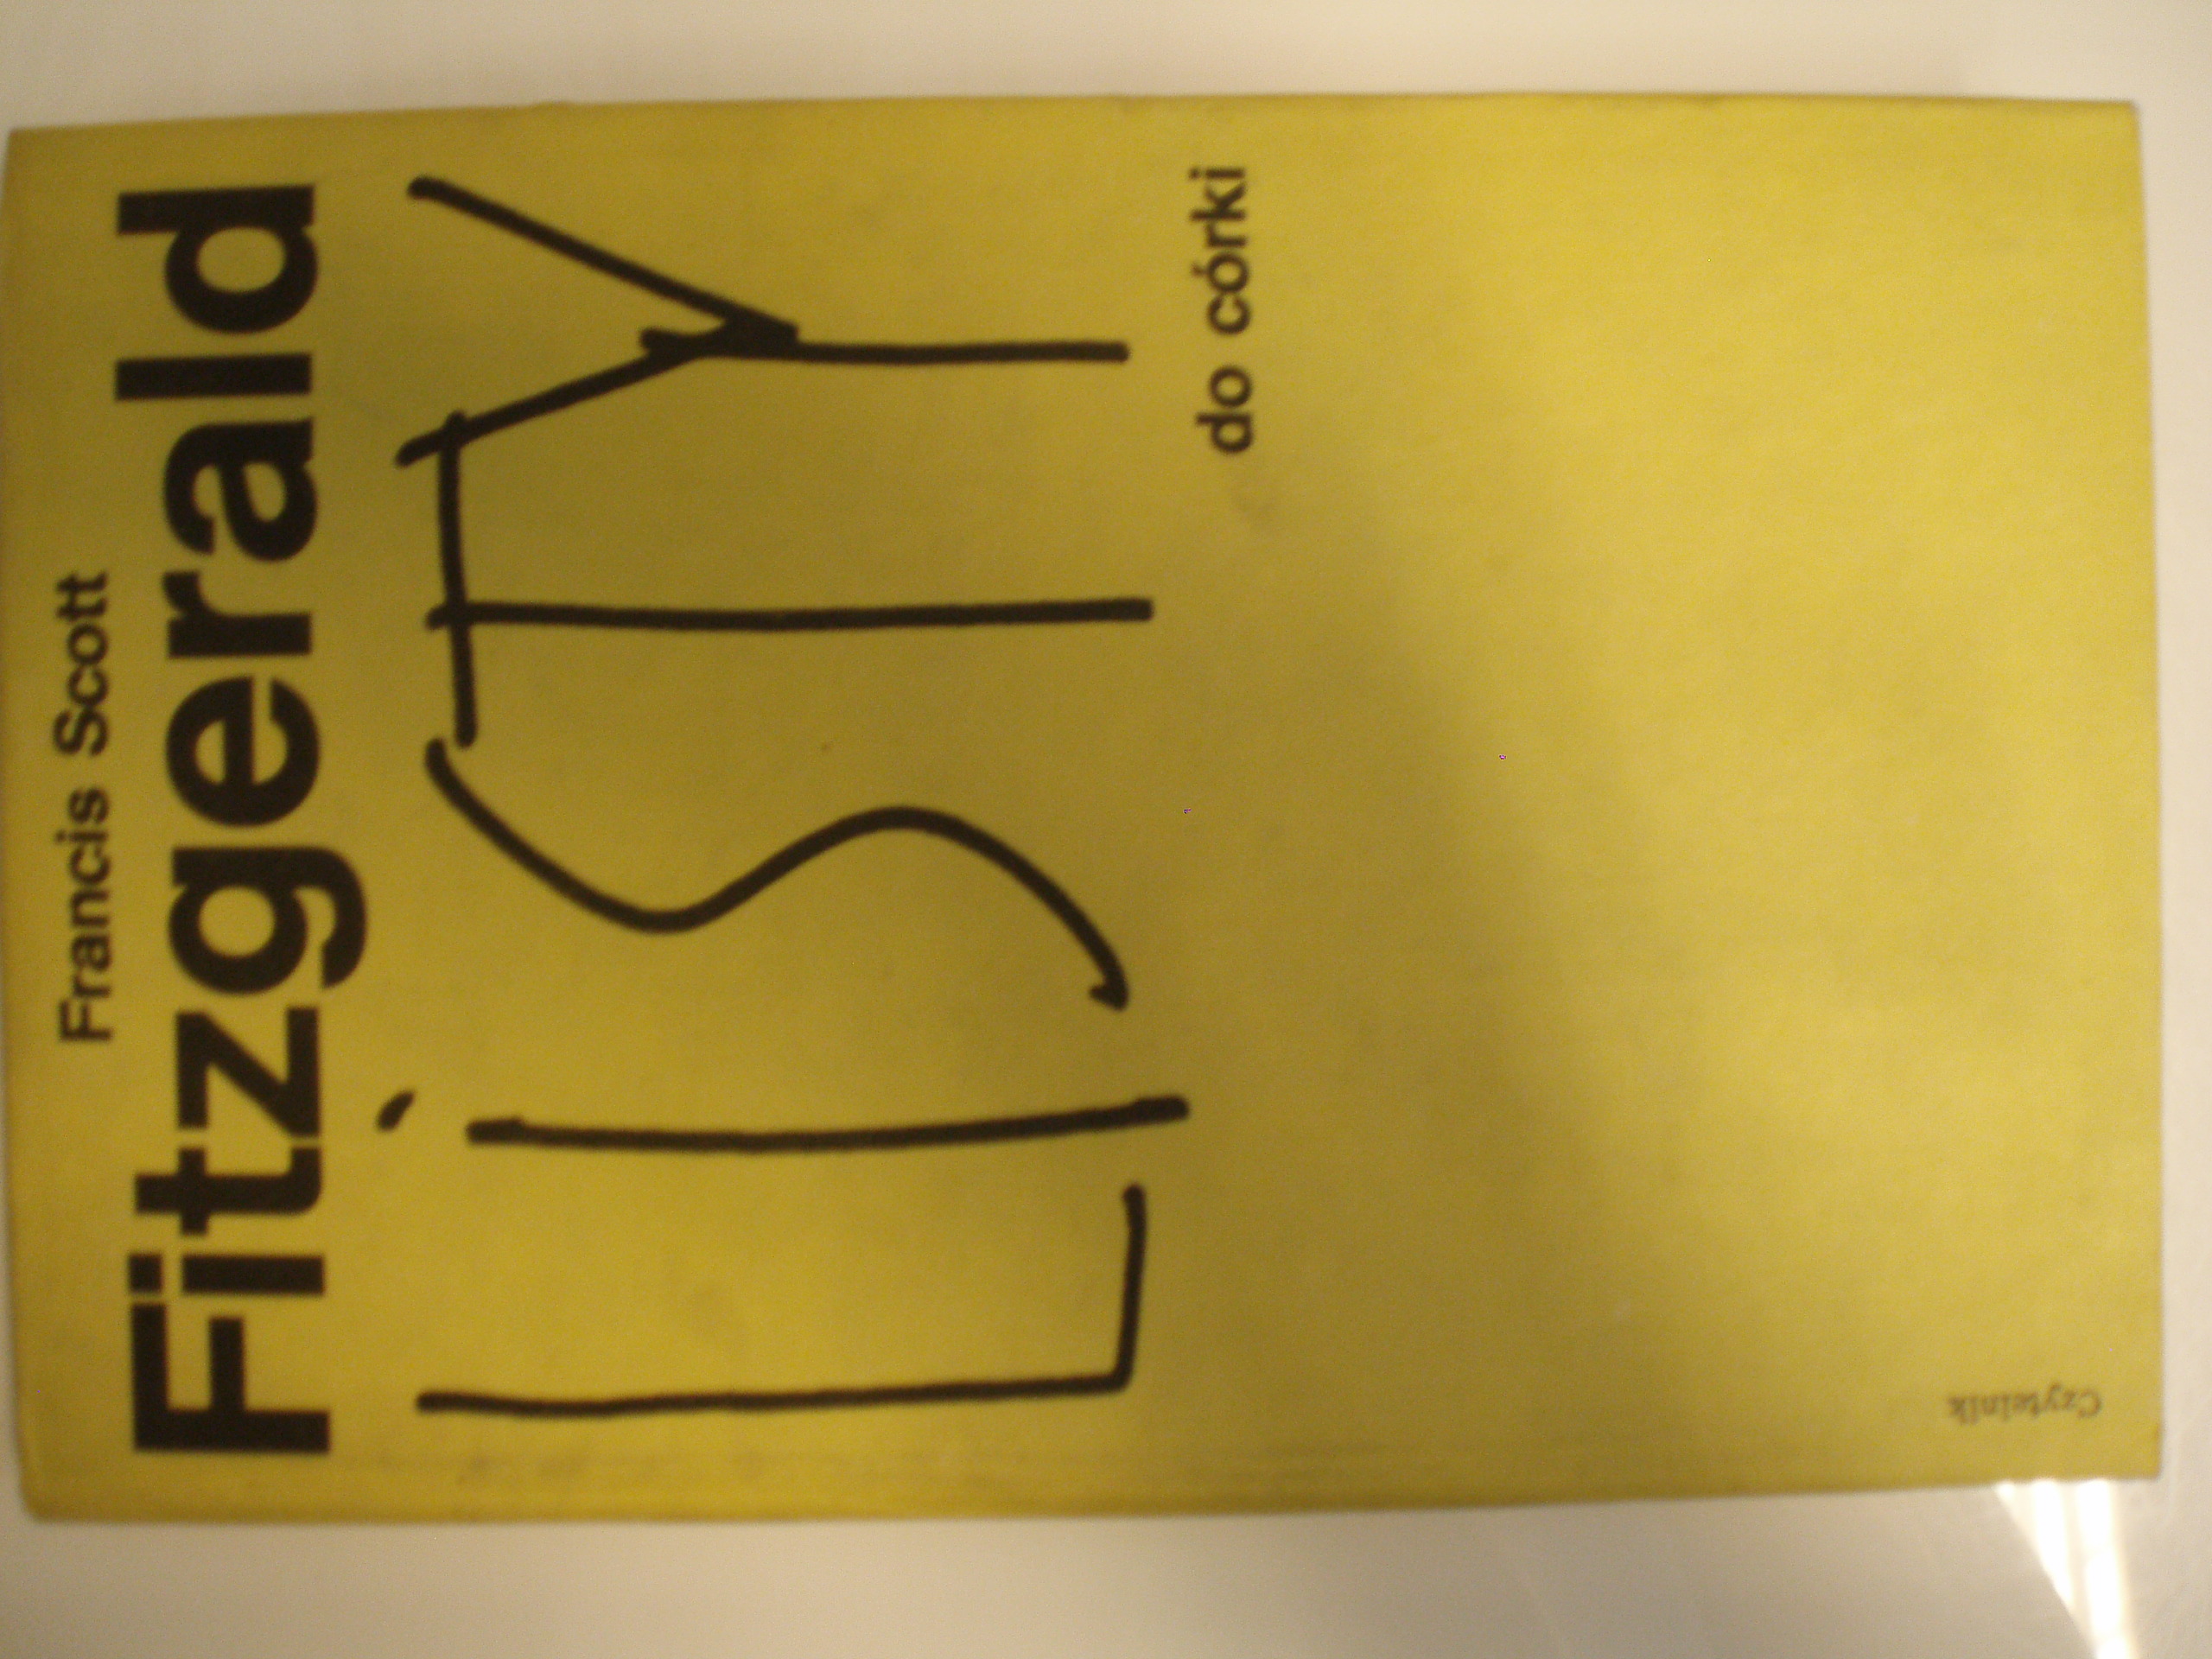 Francis Scott
Fitzgerald
LiSTY
do córki
Czytelnik